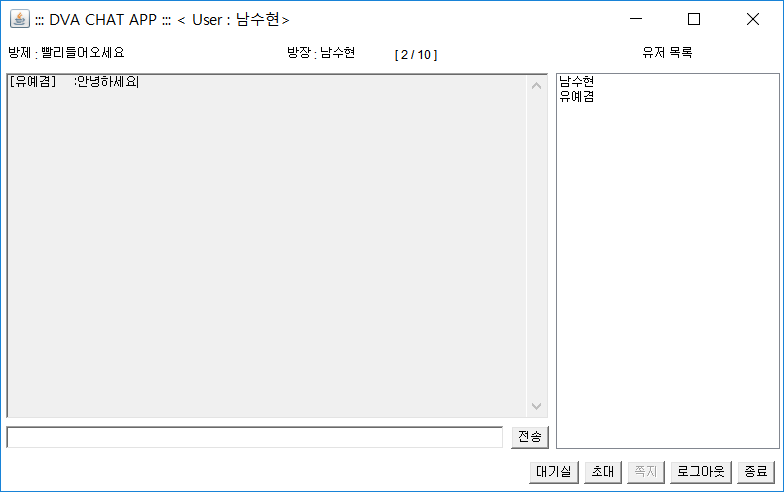 ::: DVA CHAT APP ::: < User : 남수현>
방제 : 빨리들어오세요 방장 : 남수현 [ 2 / 10 ] 유저 목록
[유예겸] :안녕하세요
남수현
유예겸
전송
대기실 초대 쪽지 로그아웃 종료